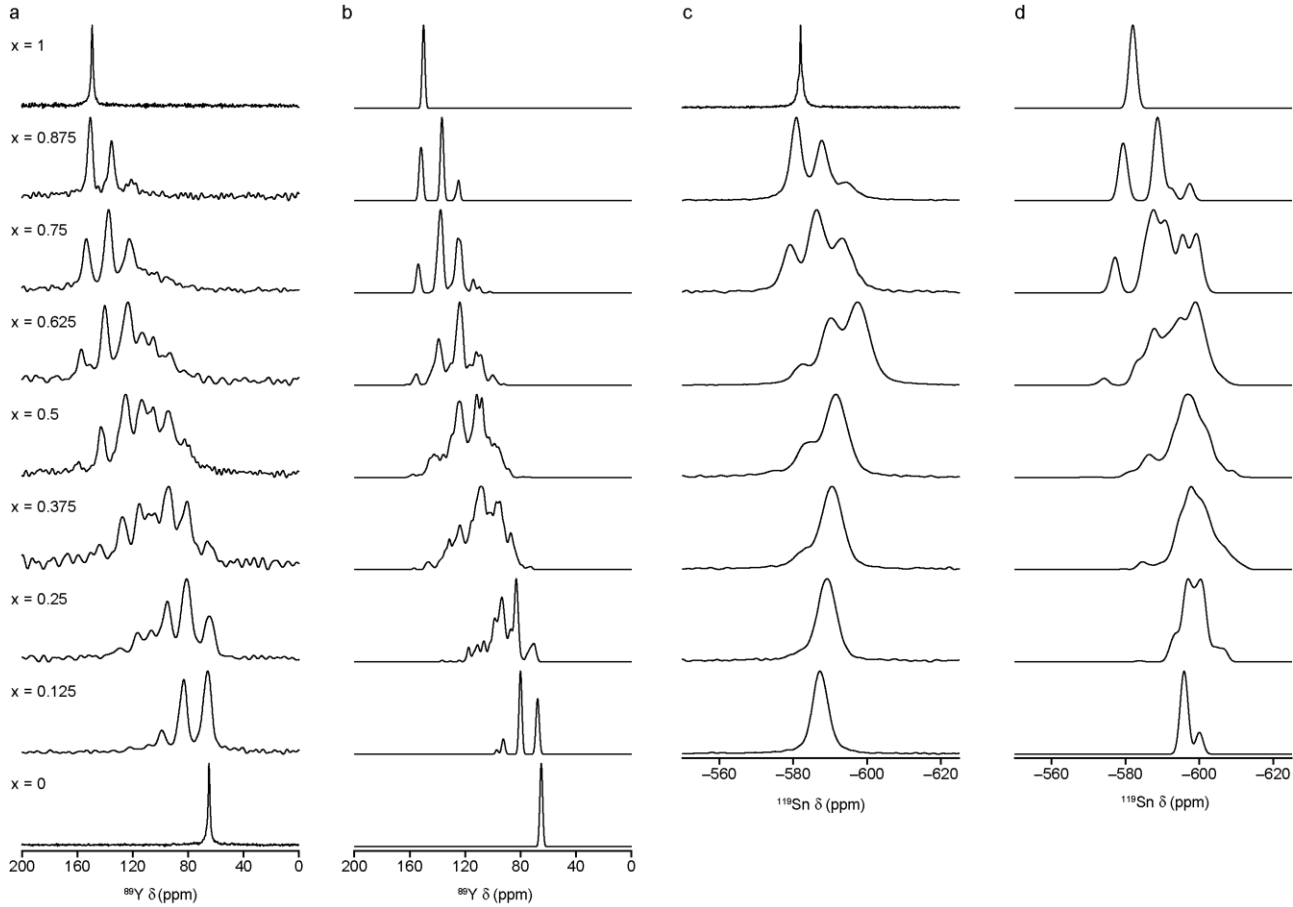 a b c d
x = 1
x = 0.875
x = 0.75
x = 0.625
x = 0.5
x = 0.375
x = 0.25
x = 0.125
–560 –580 –600 –620 –560 –580 –600 –620
¹¹⁹Sn δ (ppm) ¹¹⁹Sn δ (ppm)
x = 0
200 160 120 80 40 0 200 160 120 80 40 0
⁸⁹Y δ (ppm) ⁸⁹Y δ (ppm)